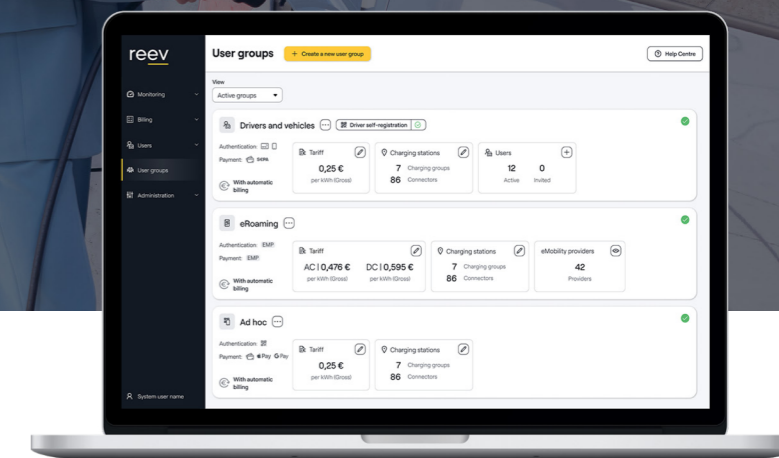 reev
User groups
+ Create a new user group
Help Centre
Monitoring
Billing
Users
User groups
Administration
System user name
View
Active groups
Drivers and vehicles
Driver self-registration
Authentication:
Payment: SEPA
With automatic
billing
Tariff
0,25 €
per kWh (Gross)
Charging stations
7 Charging groups
86 Connectors
Users
12 0
Active Invited
eRoaming
Authentication: EMP
Payment: EMP
With automatic
billing
Tariff
AC | 0,476 € DC | 0,595 €
per kWh (Gross) per kWh (Gross)
Charging stations
7 Charging groups
86 Connectors
eMobility providers
42
Providers
Ad hoc
Authentication:
Payment: Pay G Pay
With automatic
billing
Tariff
0,25 €
per kWh (Gross)
Charging stations
7 Charging groups
86 Connectors